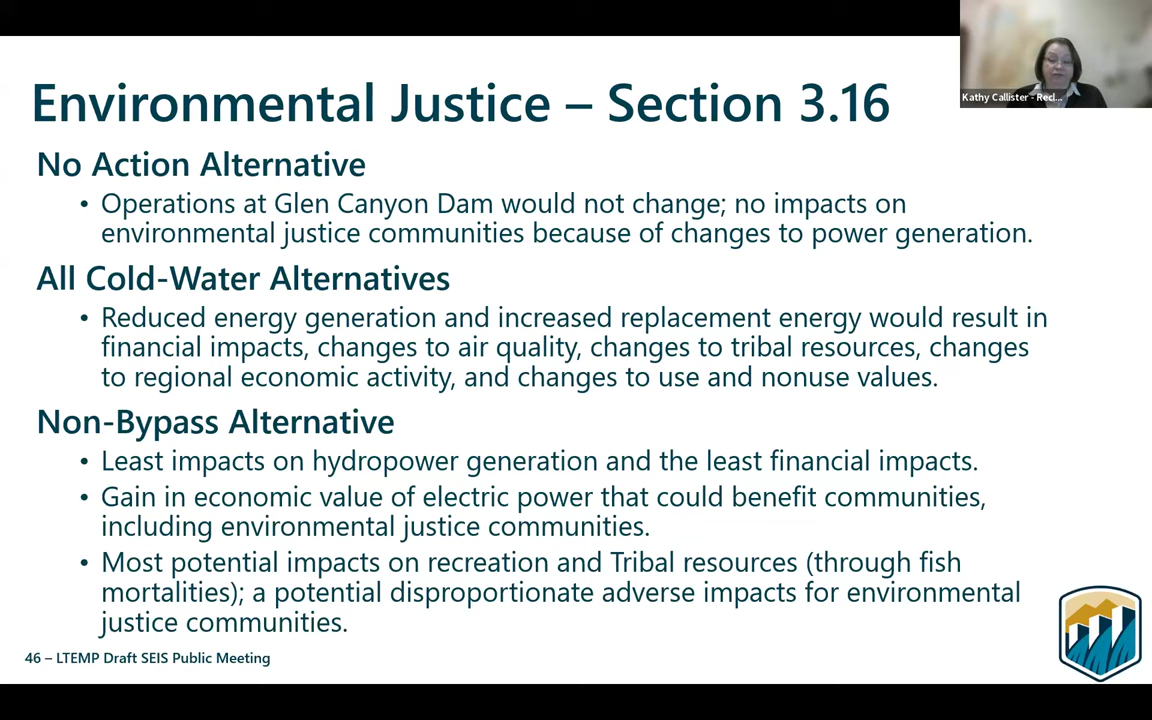 Environmental Justice – Section 3.16
Kathy Callister - Recl...
No Action Alternative
• Operations at Glen Canyon Dam would not change; no impacts on
environmental justice communities because of changes to power generation.
All Cold-Water Alternatives
• Reduced energy generation and increased replacement energy would result in
financial impacts, changes to air quality, changes to tribal resources, changes
to regional economic activity, and changes to use and nonuse values.
Non-Bypass Alternative
• Least impacts on hydropower generation and the least financial impacts.
• Gain in economic value of electric power that could benefit communities,
including environmental justice communities.
• Most potential impacts on recreation and Tribal resources (through fish
mortalities); a potential disproportionate adverse impacts for environmental
justice communities.
46 – LTEMP Draft SEIS Public Meeting